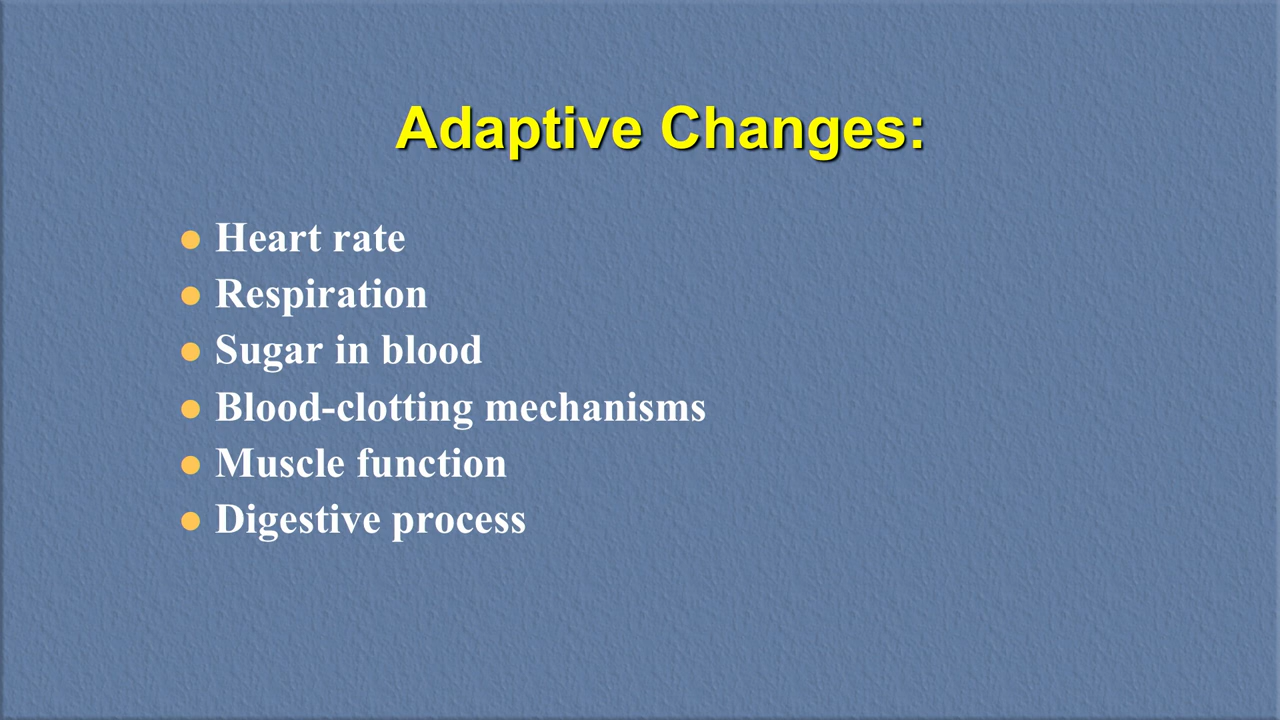 Adaptive Changes:
Heart rate
Respiration
Sugar in blood
Blood-clotting mechanisms
Muscle function
Digestive process